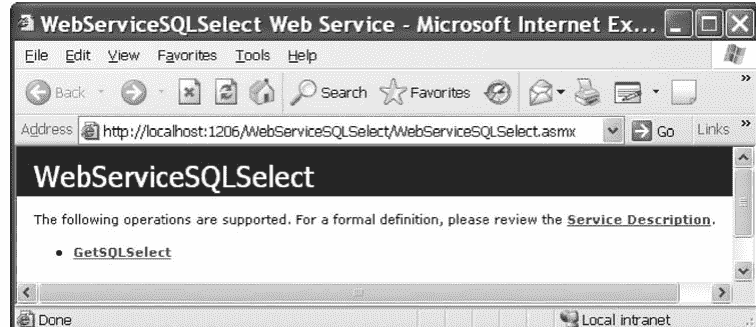 WebServiceSQLSelect Web Service - Microsoft Internet Ex...
File Edit View Favorites Tools Help
Back Search Favorites »
Address http://localhost:1206/WebServiceSQLSelect/WebServiceSQLSelect.asmx Go Links »
WebServiceSQLSelect
The following operations are supported. For a formal definition, please review the Service Description.
• GetSQLSelect
Done Local intranet